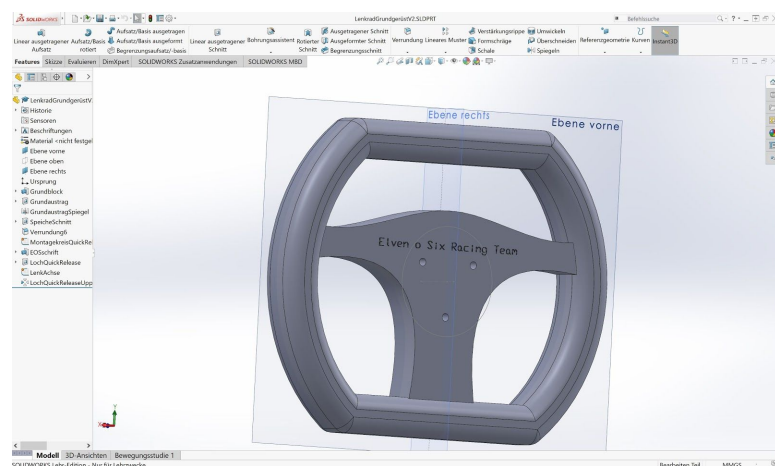 SOLIDWORKS
LenkradGrundgerüstV2.SLDPRT
Befehlssuche
Linear ausgetragener Aufsatz
Aufsatz/Basis rotiert
Aufsatz/Basis ausgetragen
Aufsatz/Basis ausgeformt
Begrenzungsaufsatz/-basis
Linear ausgetragener Schnitt
Bohrungsassistent
Rotierter Schnitt
Ausgetragener Schnitt
Ausgeformter Schnitt
Begrenzungsschnitt
Verrundung
Lineares Muster
Verstärkungsrippe
Formschräge
Schale
Umwickeln
Überschneiden
Spiegeln
Referenzgeometrie
Kurven
Instant3D
Features Skizze Evaluieren DimXpert SOLIDWORKS Zusatzanwendungen SOLIDWORKS MBD
LenkradGrundgerüstV
Historie
Sensoren
Beschriftungen
Material <nicht festgel
Ebene vorne
Ebene oben
Ebene rechts
Ursprung
Grundblock
Grundaustrag
GrundaustragSpiegel
SpeicheSchnitt
Verrundung6
MontagekreisQuickRe
EOSschrift
LochQuickRelease
LenkAchse
LochQuickReleaseUpp
Ebene rechts
Ebene vorne
Elven o Six Racing Team
Y
X
Modell 3D-Ansichten Bewegungsstudie 1
SOLIDWORKS Lehr-Edition - Nur für Lehrzwecke
Bearbeiten Teil MMGS